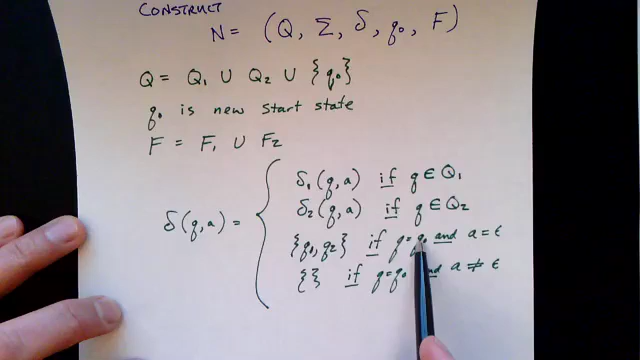 CONSTRUCT
N = (Q, Σ, δ, q₀, F)
Q = Q₁ ∪ Q₂ ∪ {q₀}
q₀ is new start state
F = F₁ ∪ F₂
δ(q,a) =
δ₁(q,a) if q ∈ Q₁
δ₂(q,a) if q ∈ Q₂
{q₀,q₂} if q = q₀ and a = ε
{} if q = q₀ and a ≠ ε